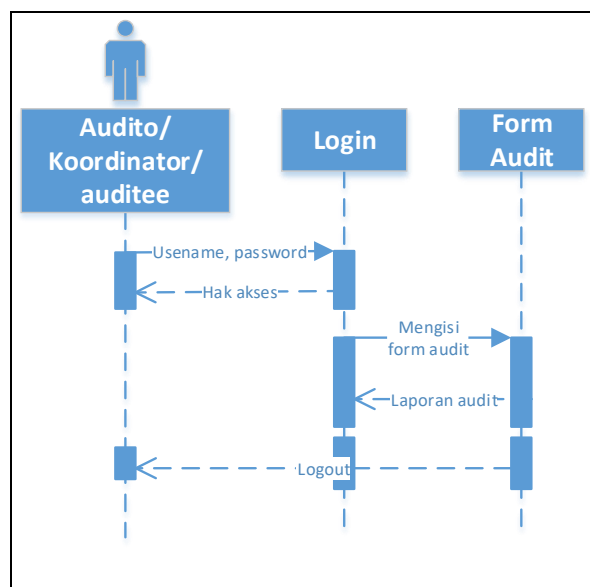 Audito/
Koordinator/
auditee
Login
Form
Audit
Usename, password
Hak akses
Mengisi
form audit
Laporan audit
Logout